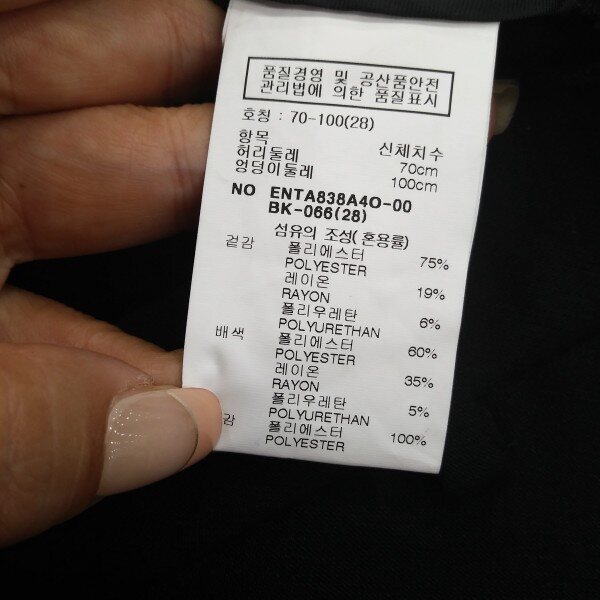 품질경영 및 공산품안전
관리법에 의한 품질표시
호칭 : 70-100(28)
항목 신체치수
허리둘레 70cm
엉덩이둘레 100cm
NO ENTA838A4O-00
BK-066(28)
섬유의 조성(혼용률)
겉감 폴리에스터 75%
POLYESTER
레이온 19%
RAYON
폴리우레탄 6%
POLYURETHAN
배색 폴리에스터 60%
POLYESTER
레이온 35%
RAYON
폴리우레탄 5%
POLYURETHAN
감 폴리에스터 100%
POLYESTER